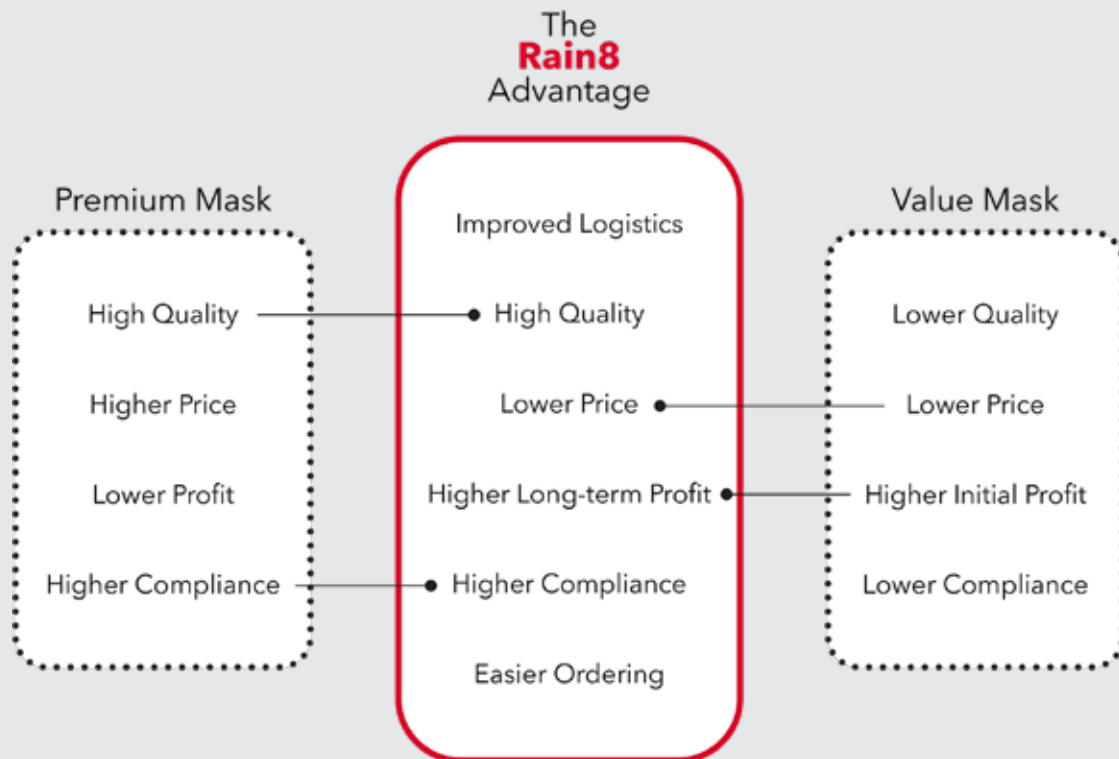 The
Rain8
Advantage
Premium Mask
High Quality
Higher Price
Lower Profit
Higher Compliance
Improved Logistics
High Quality
Lower Price
Higher Long-term Profit
Higher Compliance
Easier Ordering
Value Mask
Lower Quality
Lower Price
Higher Initial Profit
Lower Compliance